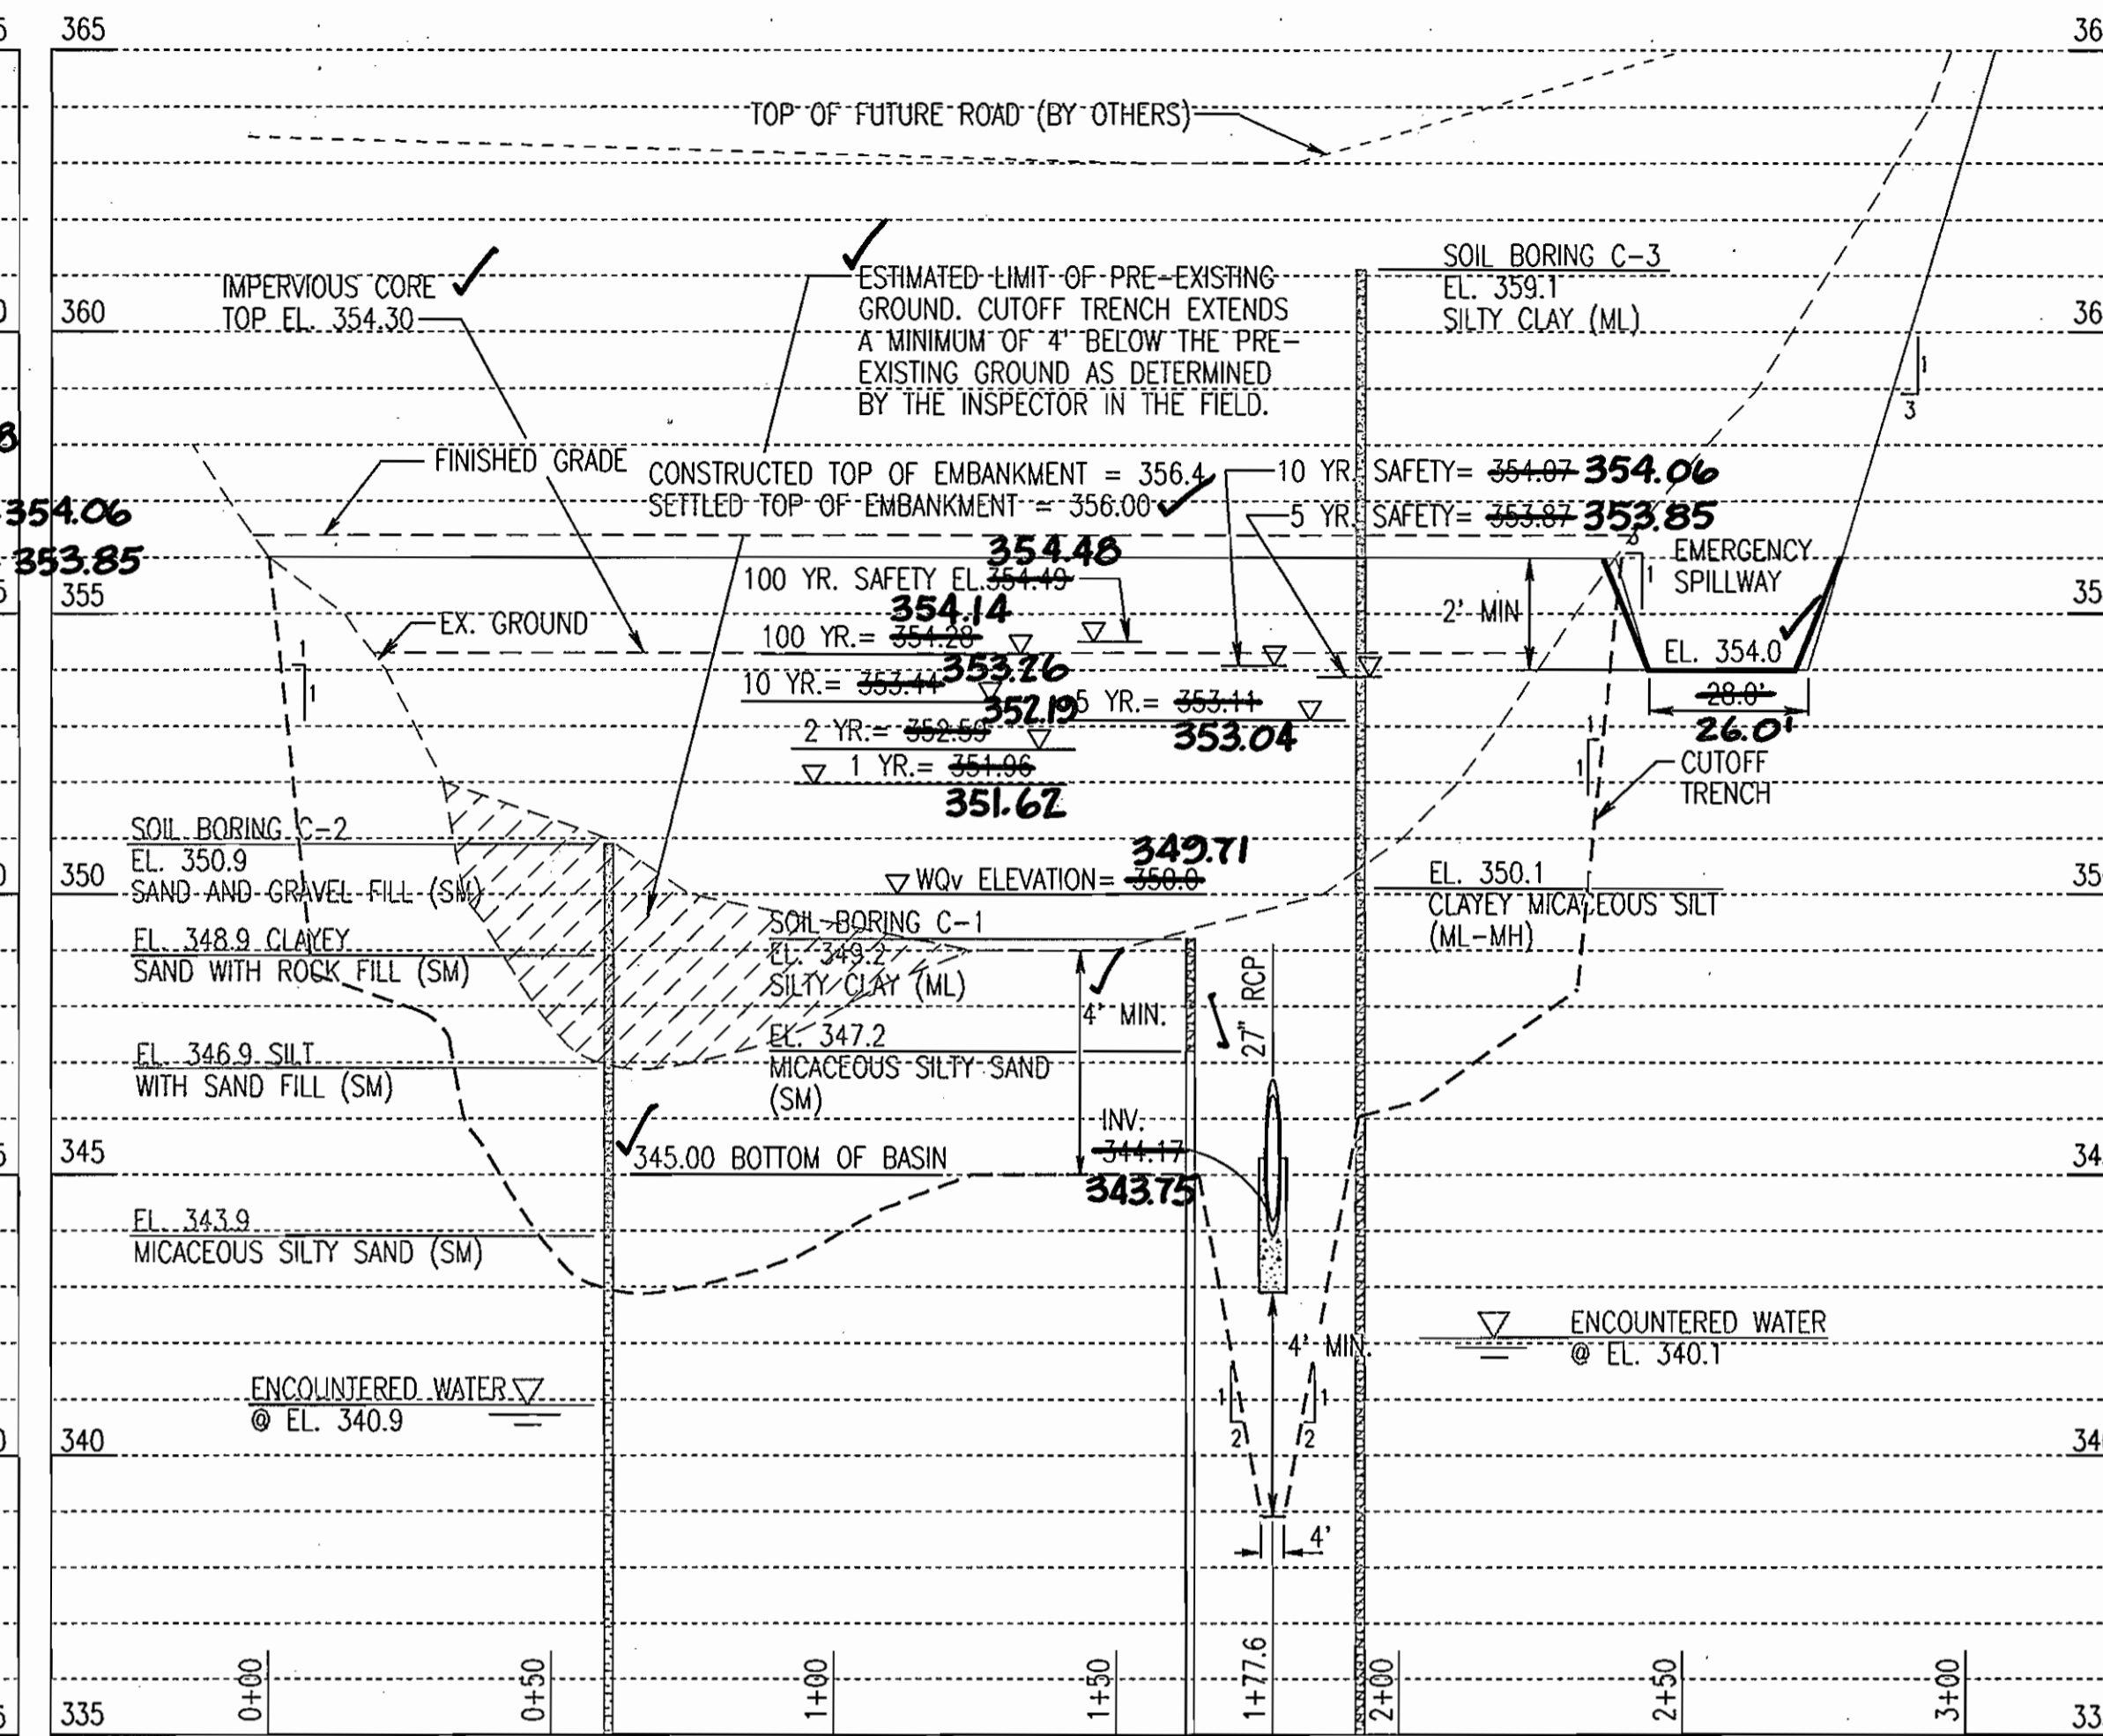 365
TOP OF FUTURE ROAD (BY OTHERS)
IMPERVIOUS CORE
TOP EL. 354.30
ESTIMATED LIMIT OF PRE-EXISTING
GROUND. CUTOFF TRENCH EXTENDS
A MINIMUM OF 4' BELOW THE PRE-
EXISTING GROUND AS DETERMINED
BY THE INSPECTOR IN THE FIELD.
SOIL BORING C-3
EL. 359.1
SILTY CLAY (ML)
360
1
3
FINISHED GRADE
CONSTRUCTED TOP OF EMBANKMENT = 356.4
SETTLED TOP OF EMBANKMENT = 356.00
10 YR. SAFETY= 354.07 354.06
5 YR. SAFETY= 353.87 353.85
354.06
353.85
354.48
100 YR. SAFETY EL. 354.49
3
1
EMERGENCY
SPILLWAY
355
EX. GROUND
354.14
100 YR.= 354.28
2' MIN
EL. 354.0
353.26
10 YR.= 353.44
352.19
5 YR.= 353.11
353.04
28.0'
26.0'
2 YR.= 352.59
1 YR.= 351.96
351.62
1
1
1
1
CUTOFF
TRENCH
SOIL BORING C-2
EL. 350.9
SAND AND GRAVEL FILL (SM)
350
349.71
WQv ELEVATION= 350.0
EL. 350.1
CLAYEY MICACEOUS SILT
(ML-MH)
SOIL BORING C-1
EL. 349.2
SILTY CLAY (ML)
EL. 348.9 CLAYEY
SAND WITH ROCK FILL (SM)
4' MIN.
27" RCP
EL. 347.2
MICACEOUS SILTY SAND
(SM)
EL. 346.9 SILT
WITH SAND FILL (SM)
INV.
344.17
343.75
345
345.00 BOTTOM OF BASIN
EL. 343.9
MICACEOUS SILTY SAND (SM)
4' MIN.
ENCOUNTERED WATER
@ EL. 340.1
ENCOUNTERED WATER
@ EL. 340.9
1
2
1
2
340
4'
335
0+00
0+50
1+00
1+50
1+77.6
2+00
2+50
3+00